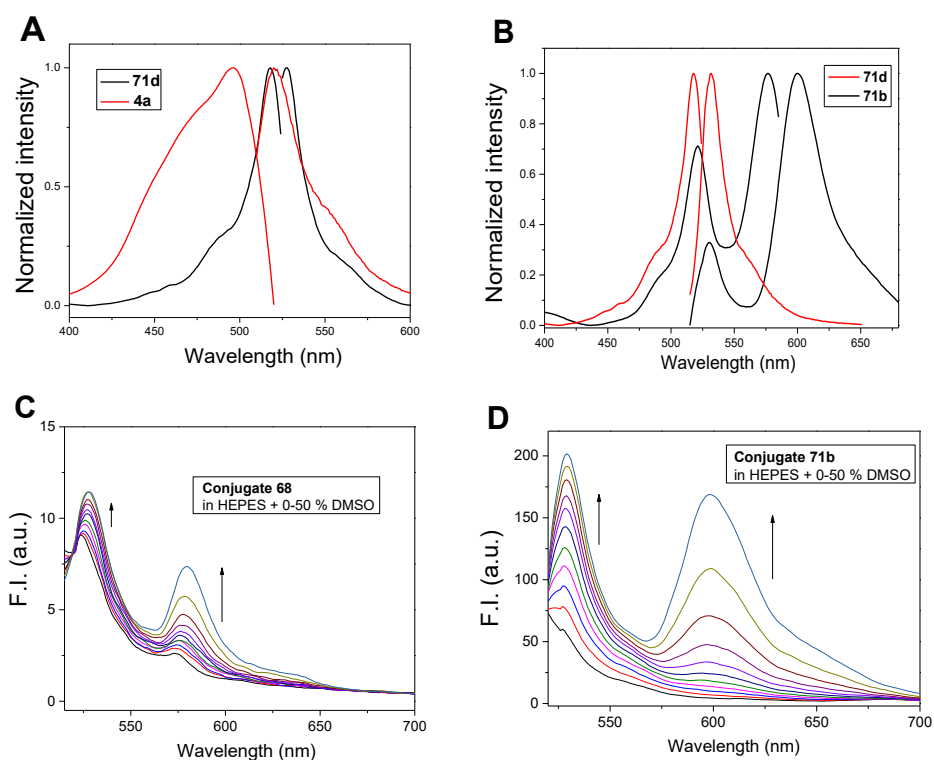 A
71d
4a
Normalized intensity
1.0
0.5
0.0
400
450
500
550
600
Wavelength (nm)
B
71d
71b
Normalized intensity
1.0
0.8
0.6
0.4
0.2
0.0
400
450
500
550
600
650
Wavelength (nm)
C
Conjugate 68
in HEPES + 0-50 % DMSO
F.I. (a.u.)
15
10
5
0
550
600
650
700
Wavelength (nm)
D
Conjugate 71b
in HEPES + 0-50 % DMSO
F.I. (a.u.)
200
150
100
50
0
550
600
650
700
Wavelength (nm)